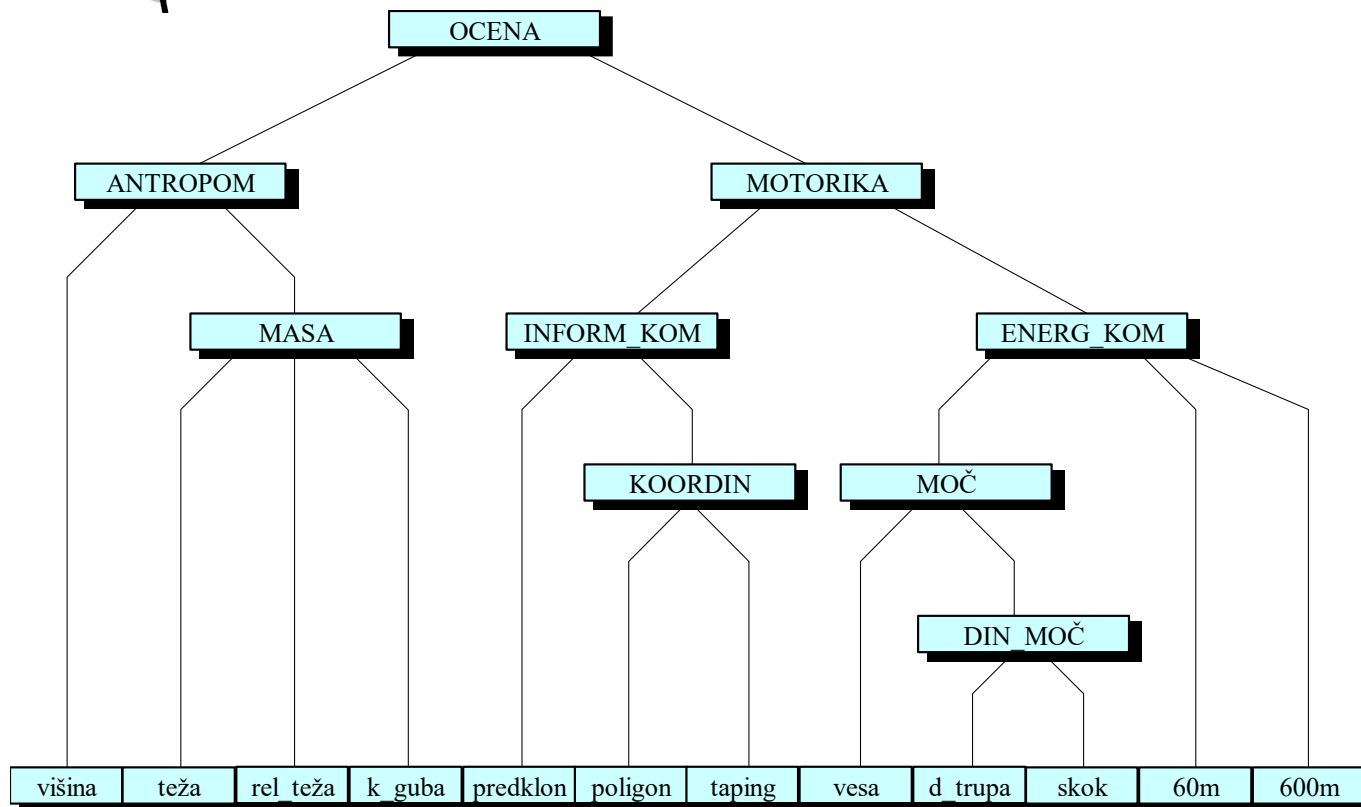 OCENA
ANTROPOM MOTORIKA
MASA INFORM_KOM ENERG_KOM
KOORDIN MOČ
DIN_MOČ
višina teža rel_teža k_guba predklon poligon taping vesa d_trupa skok 60m 600m